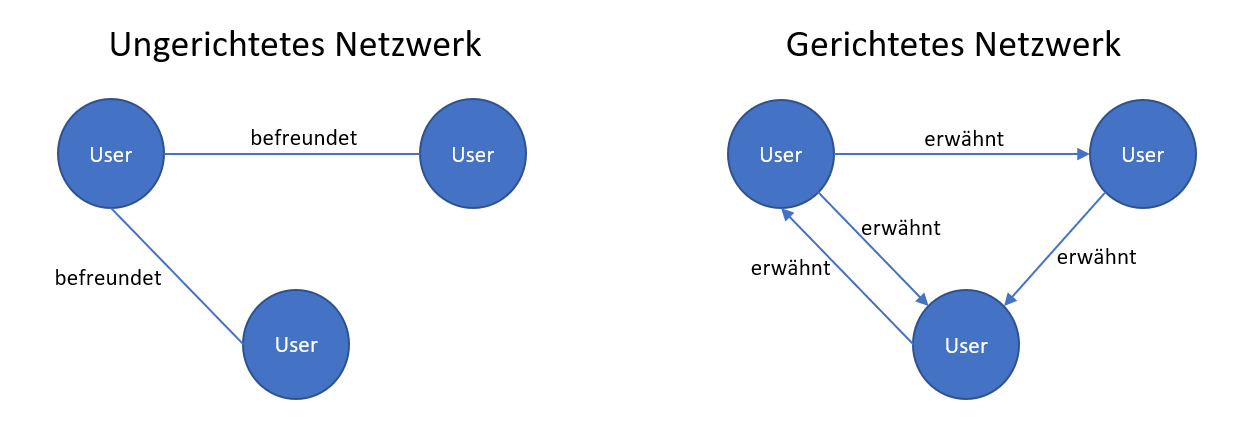 Ungerichtetes Netzwerk
User
befreundet
User
befreundet
User
Gerichtetes Netzwerk
User
erwähnt
User
erwähnt
erwähnt
erwähnt
User